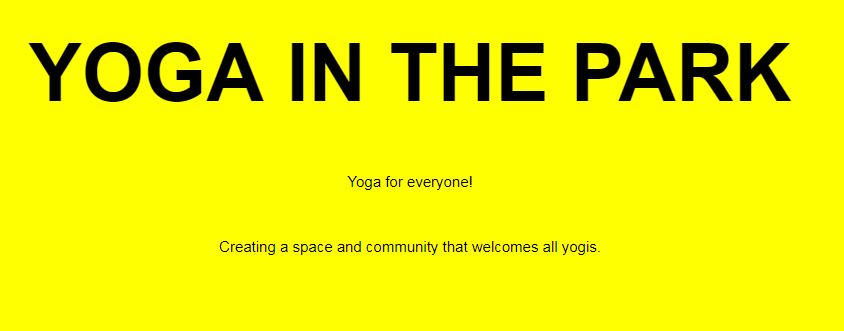 YOGA IN THE PARK
Yoga for everyone!
Creating a space and community that welcomes all yogis.